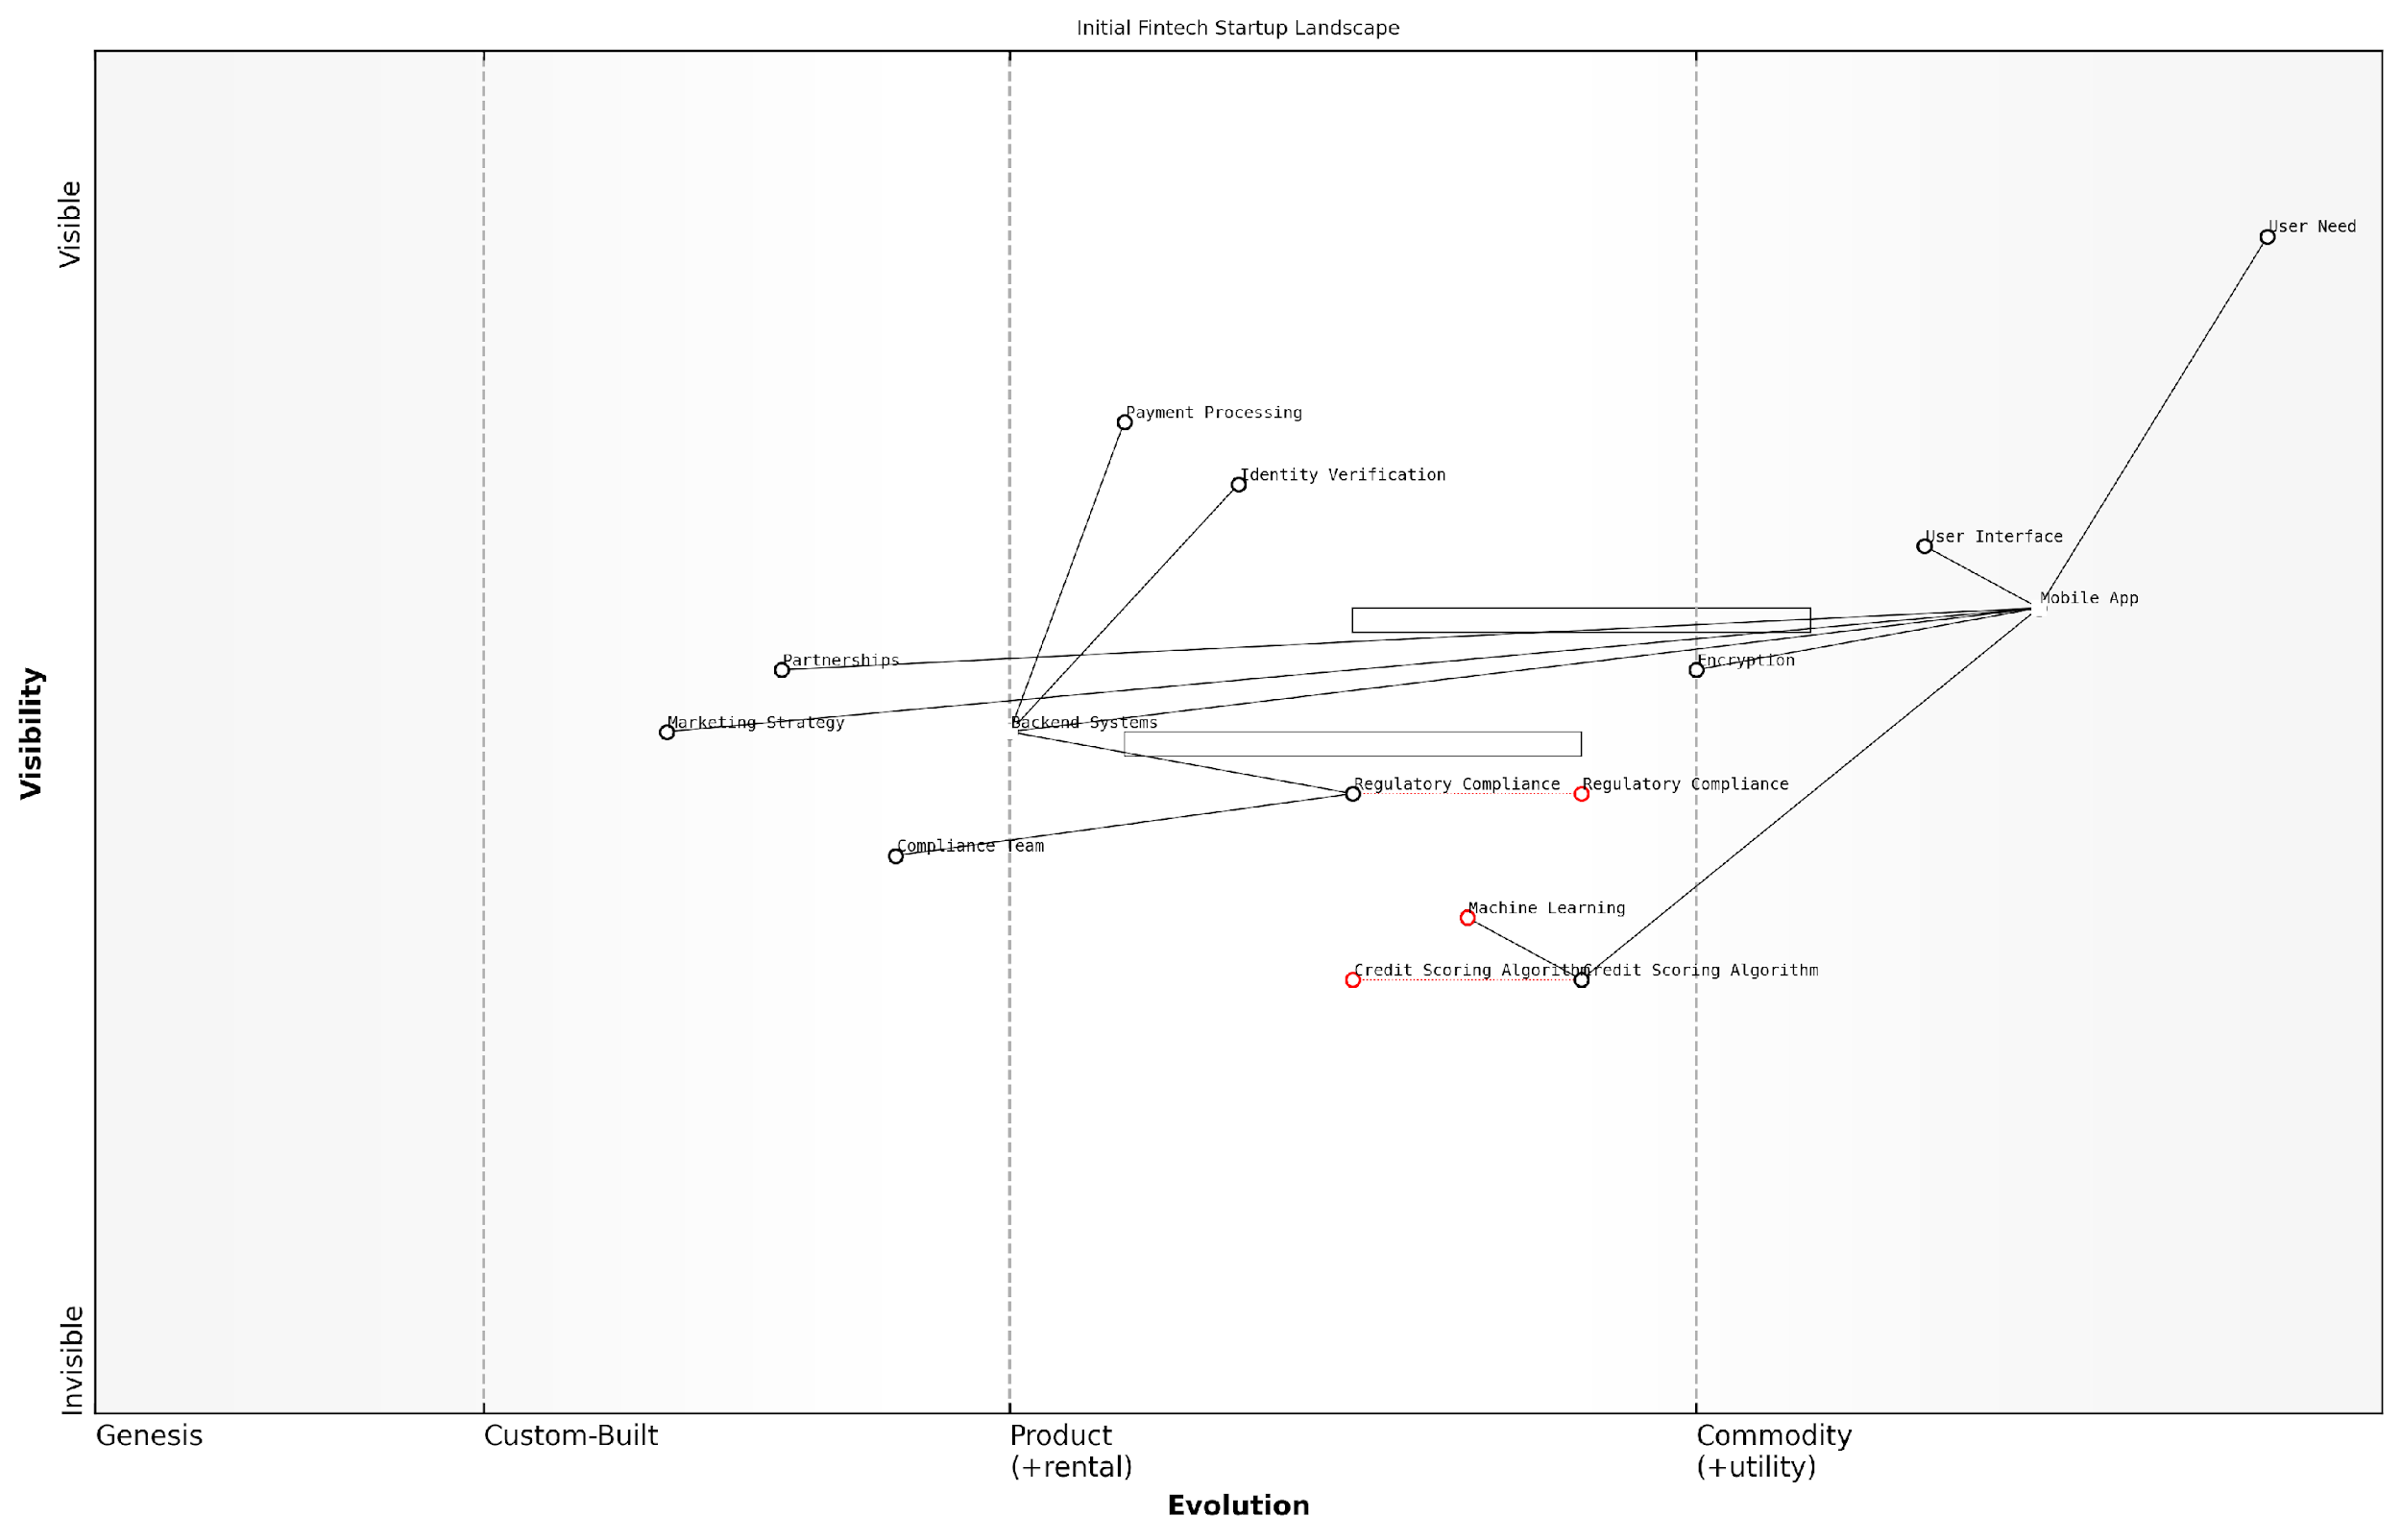 Initial Fintech Startup Landscape
Visible
User Need
Payment Processing
Identity Verification
User Interface
Mobile App
Partnerships
Encryption
Marketing Strategy
Backend Systems
Visibility
Regulatory Compliance
Regulatory Compliance
Compliance Team
Machine Learning
Credit Scoring Algorithm
Credit Scoring Algorithm
Invisible
Genesis
Custom-Built
Product
(+rental)
Commodity
(+utility)
Evolution